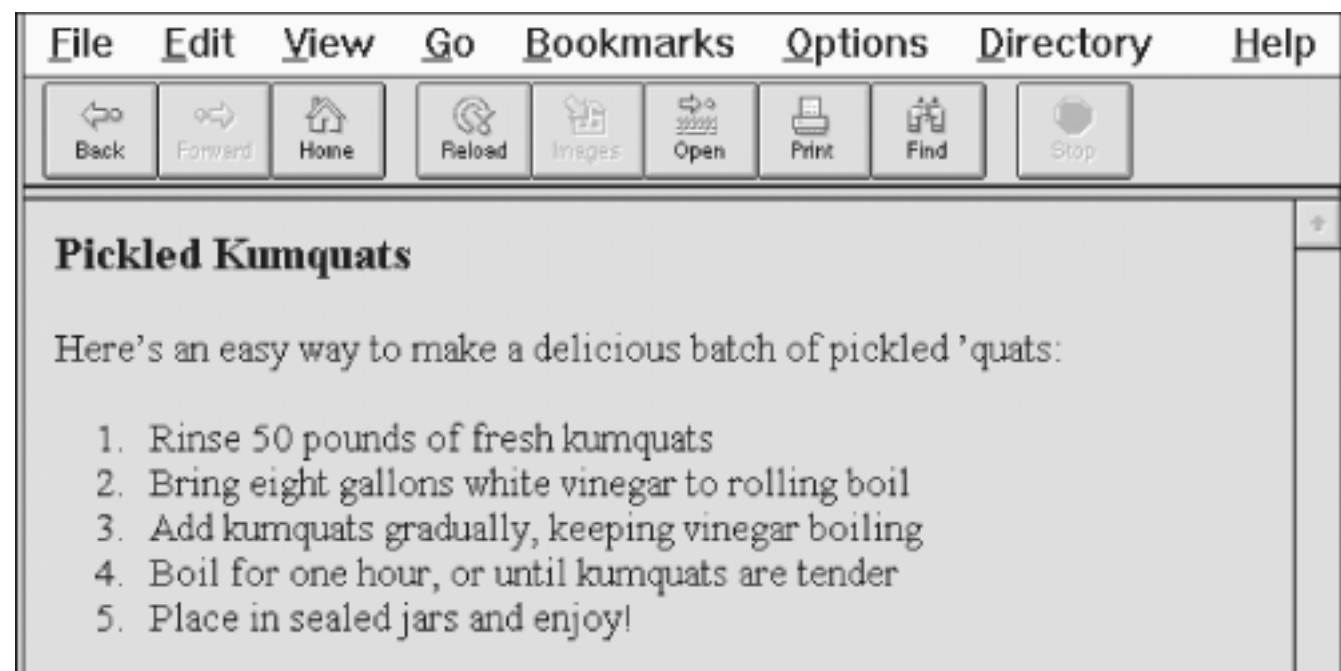 File Edit View Go Bookmarks Options Directory Help
Back Forward Home Reload Images Open Print Find Stop
Pickled Kumquats
Here's an easy way to make a delicious batch of pickled 'quats:
1. Rinse 50 pounds of fresh kumquats
2. Bring eight gallons white vinegar to rolling boil
3. Add kumquats gradually, keeping vinegar boiling
4. Boil for one hour, or until kumquats are tender
5. Place in sealed jars and enjoy!